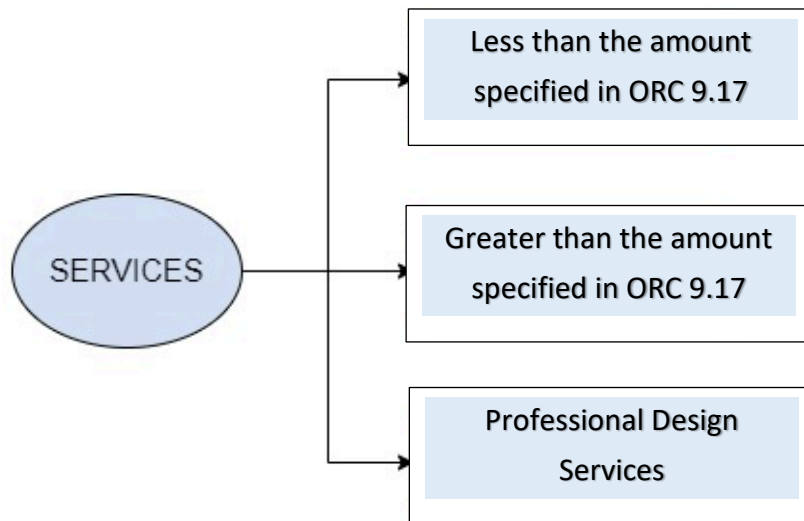 Less than the amount
specified in ORC 9.17
SERVICES
Greater than the amount
specified in ORC 9.17
Professional Design
Services